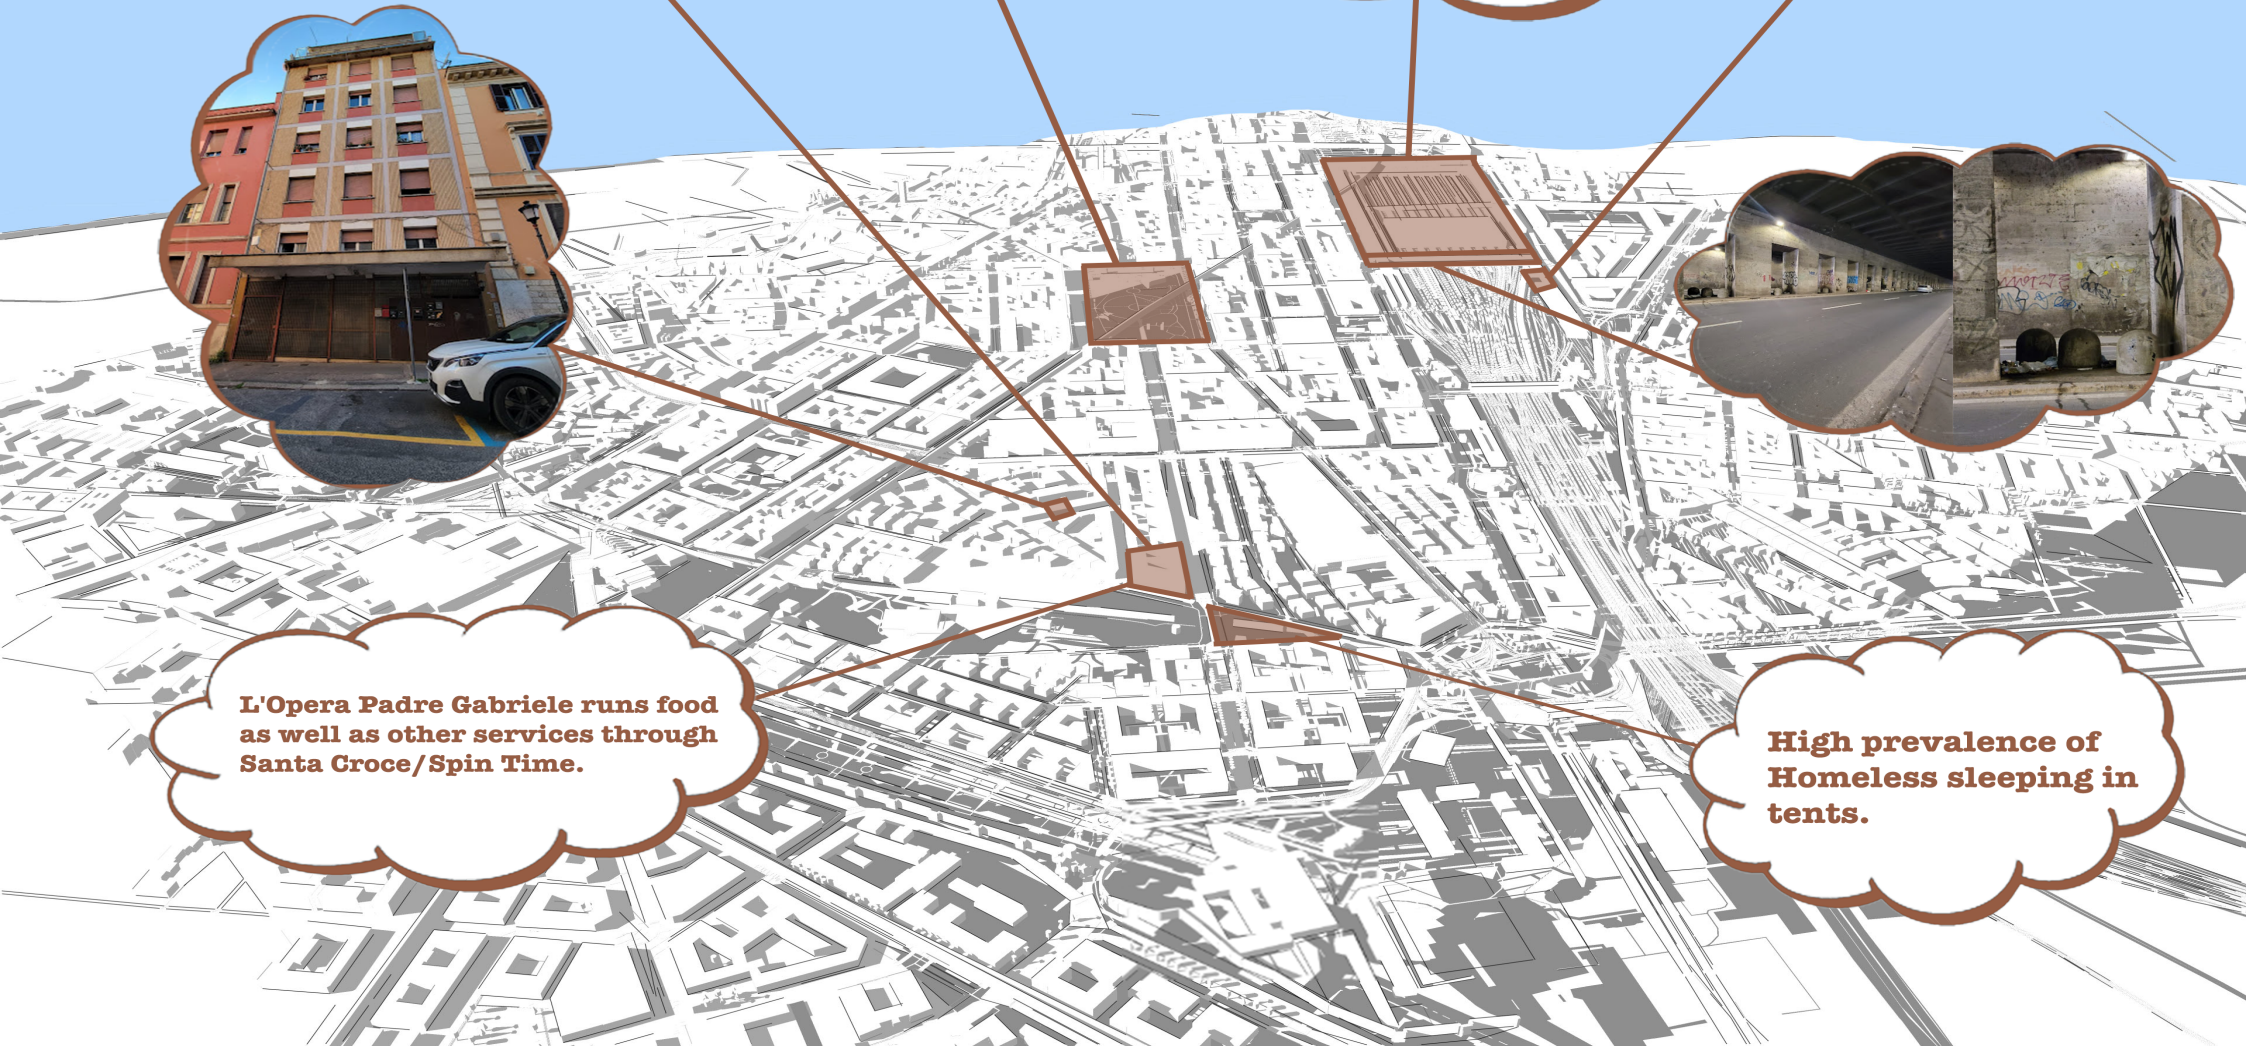 L'Opera Padre Gabriele runs food
as well as other services through
Santa Croce/Spin Time.
High prevalence of
Homeless sleeping in
tents.